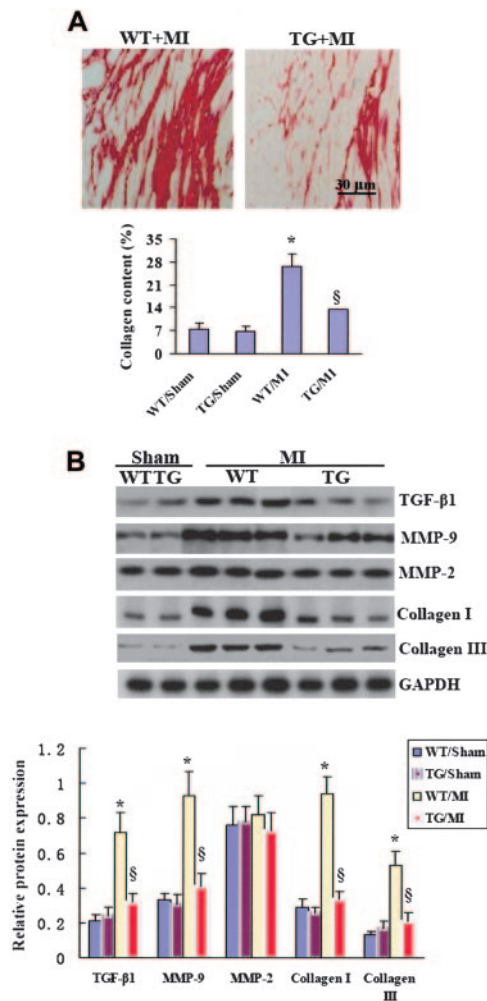 A
WT+MI TG+MI
30 μm
Collagen content (%)
35
28
21
14
7
0
*
§
WT/Sham
TG/Sham
WT/MI
TG/MI
B
Sham MI
WT TG WT TG
TGF-β1
MMP-9
MMP-2
Collagen I
Collagen III
GAPDH
Relative protein expression
1.2
1
0.8
0.6
0.4
0.2
0
* § * § * § * §
WT/Sham
TG/Sham
WT/MI
TG/MI
TGF-β1 MMP-9 MMP-2 Collagen I Collagen
III